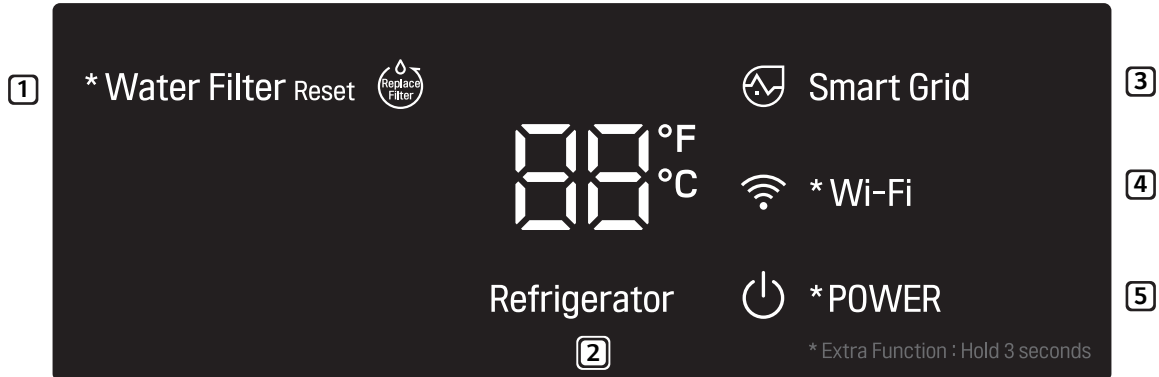 1
* Water Filter Reset
Replace
Filter
Smart Grid
3
88 °F
°C
* Wi-Fi
4
Refrigerator
* POWER
5
2
* Extra Function : Hold 3 seconds